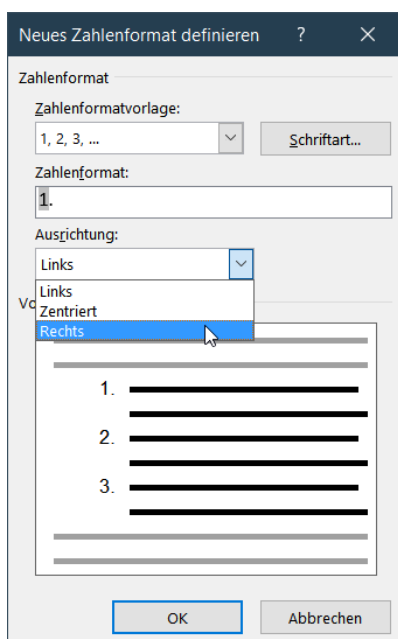 Neues Zahlenformat definieren ?
Zahlenformat
Zahlenformatvorlage:
1, 2, 3, ...
Schriftart...
Zahlenformat:
1.
Ausrichtung:
Links
Links
Zentriert
Rechts
1.
2.
3.
OK Abbrechen